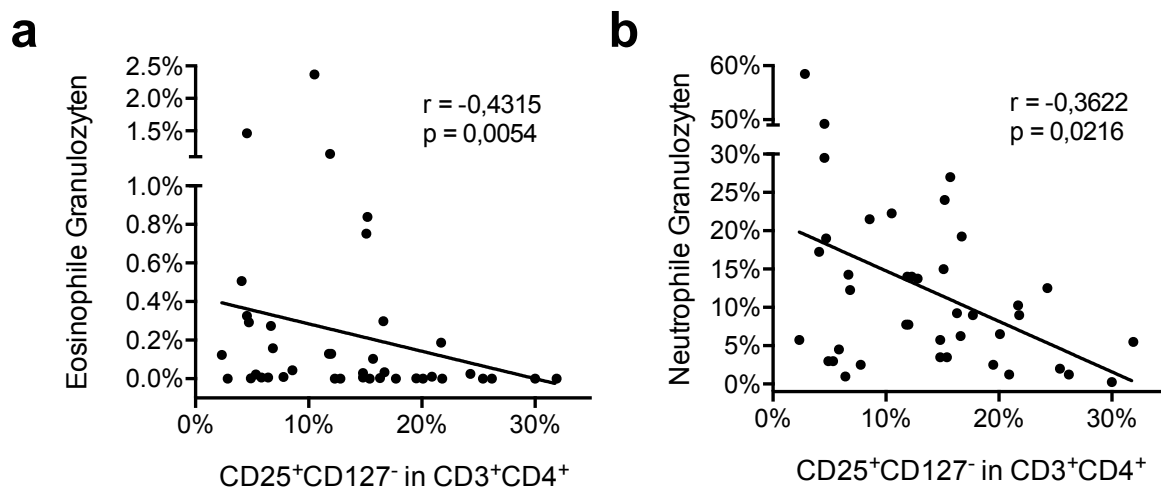 a
Eosinophile Granulozyten
2.5%
2.0%
1.5%
1.0%
0.8%
0.6%
0.4%
0.2%
0.0%
r = -0,4315
p = 0,0054
0% 10% 20% 30%
CD25⁺CD127⁻ in CD3⁺CD4⁺
b
Neutrophile Granulozyten
60%
50%
30%
25%
20%
15%
10%
5%
0%
r = -0,3622
p = 0,0216
0% 10% 20% 30%
CD25⁺CD127⁻ in CD3⁺CD4⁺